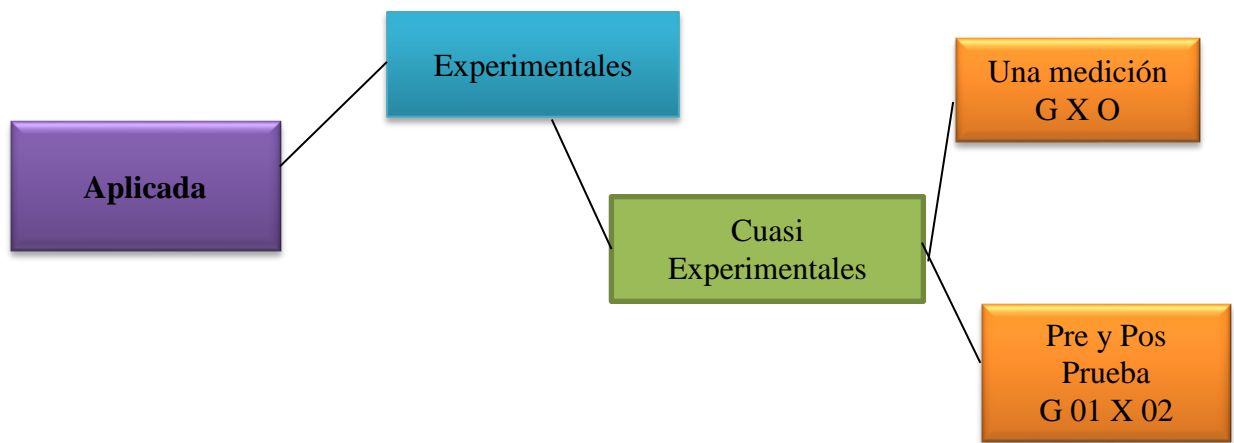 Aplicada
Experimentales
Cuasi
Experimentales
Una medición
G X O
Pre y Pos
Prueba
G 01 X 02